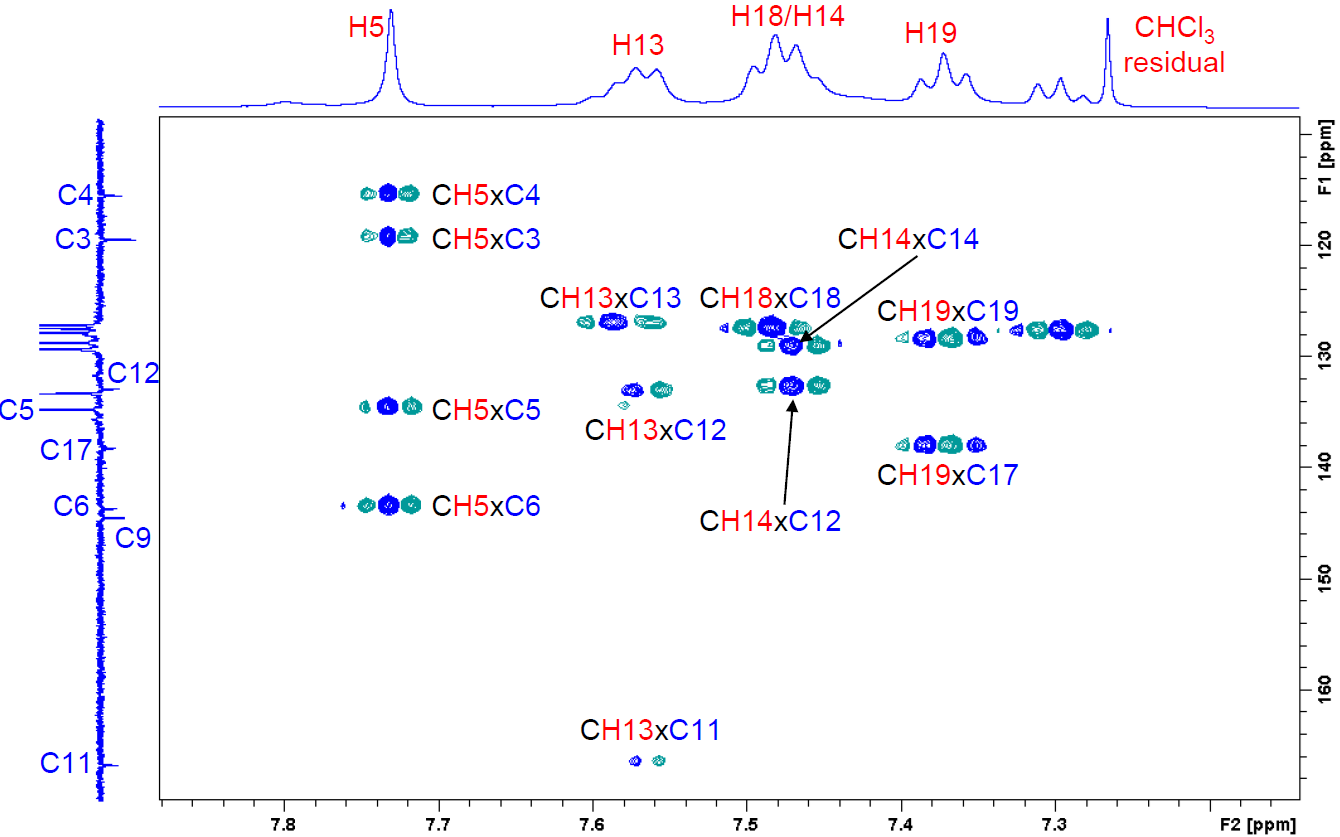 H5
H13
H18/H14
H19
CHCl3
residual
C4
C3
C12
C5
C17
C6
C9
C11
CH5xC4
CH5xC3
CH14xC14
CH13xC13
CH18xC18
CH19xC19
CH5xC5
CH13xC12
CH19xC17
CH5xC6
CH14xC12
CH13xC11
F1 [ppm]
120
130
140
150
160
7.8
7.7
7.6
7.5
7.4
7.3
F2 [ppm]